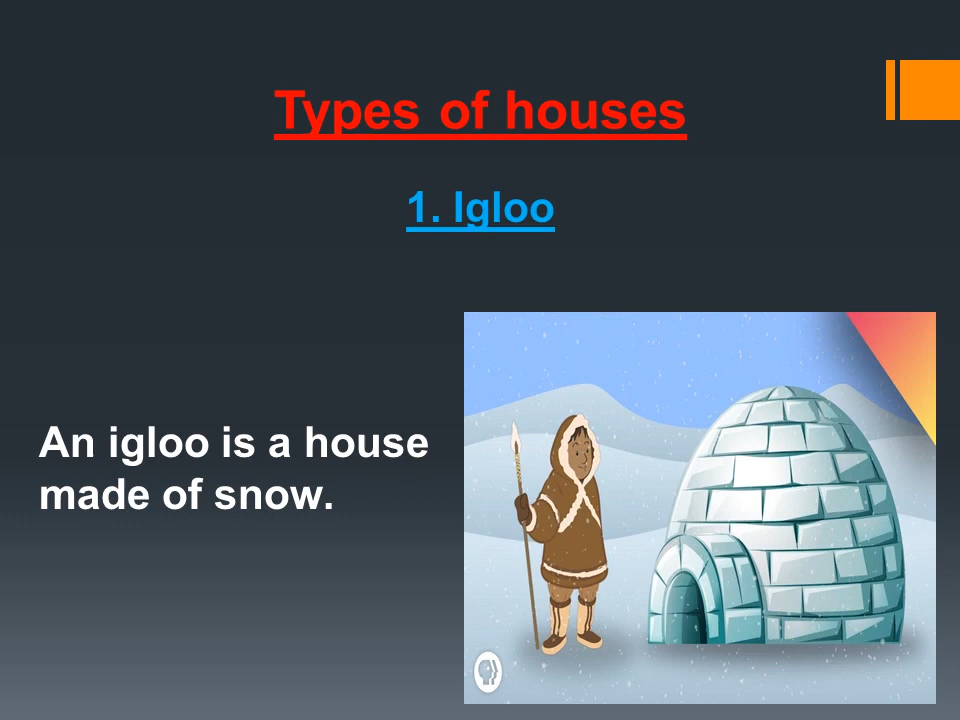 Types of houses
1. Igloo
An igloo is a house
made of snow.